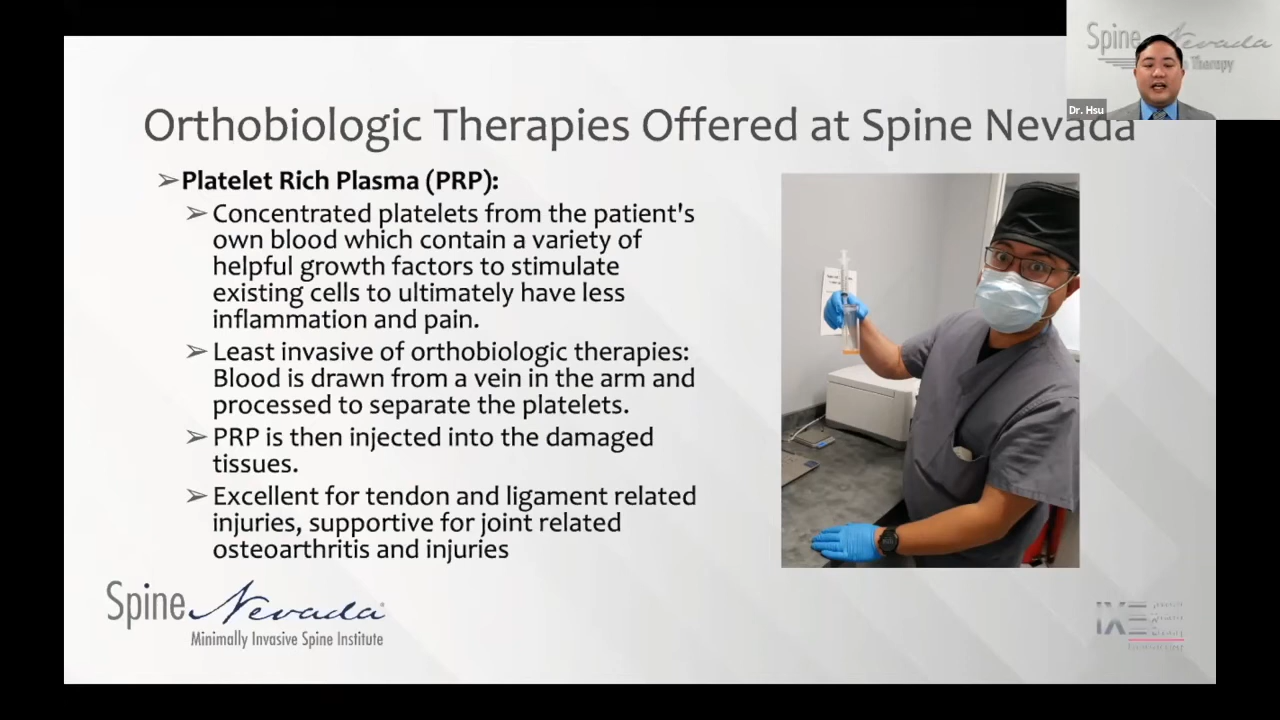 Spine Nevada
Therapy
Dr. Hsu
Orthobiologic Therapies Offered at Spine Nevada
➢Platelet Rich Plasma (PRP):
➢Concentrated platelets from the patient's
own blood which contain a variety of
helpful growth factors to stimulate
existing cells to ultimately have less
inflammation and pain.
➢Least invasive of orthobiologic therapies:
Blood is drawn from a vein in the arm and
processed to separate the platelets.
➢PRP is then injected into the damaged
tissues.
➢Excellent for tendon and ligament related
injuries, supportive for joint related
osteoarthritis and injuries
Spine Nevada
Minimally Invasive Spine Institute